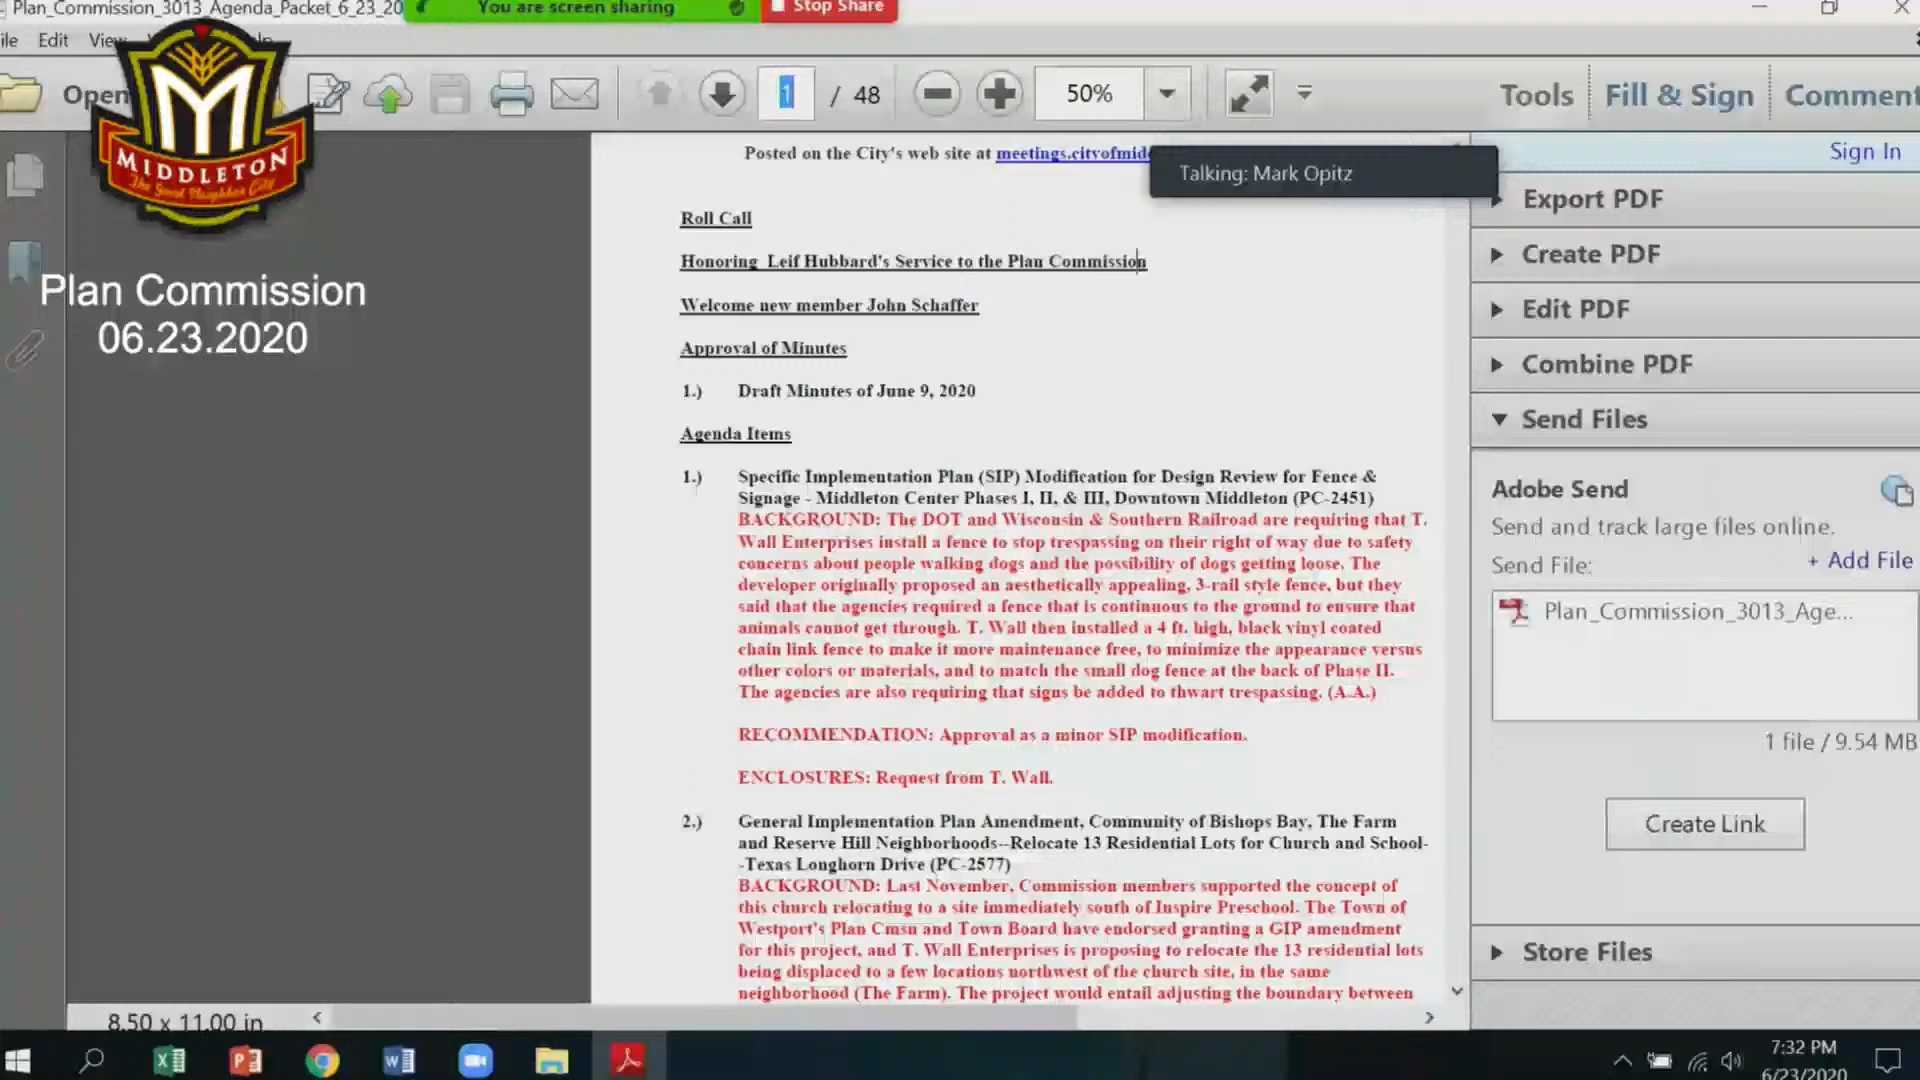 Plan_Commission_3013_Agenda_Packet_6_23_20
You are screen sharing
Stop Share
ile Edit View
Open
1 / 48
50%
Tools
Fill & Sign
Comment
MIDDLETON
The Good Neighbor City
Plan Commission
06.23.2020
Posted on the City's web site at meetings.cityofmid
Talking: Mark Opitz
Roll Call
Honoring Leif Hubbard's Service to the Plan Commission
Welcome new member John Schaffer
Approval of Minutes
1.) Draft Minutes of June 9, 2020
Agenda Items
1.) Specific Implementation Plan (SIP) Modification for Design Review for Fence &
Signage - Middleton Center Phases I, II, & III, Downtown Middleton (PC-2451)
BACKGROUND: The DOT and Wisconsin & Southern Railroad are requiring that T.
Wall Enterprises install a fence to stop trespassing on their right of way due to safety
concerns about people walking dogs and the possibility of dogs getting loose. The
developer originally proposed an aesthetically appealing, 3-rail style fence, but they
said that the agencies required a fence that is continuous to the ground to ensure that
animals cannot get through. T. Wall then installed a 4 ft. high, black vinyl coated
chain link fence to make it more maintenance free, to minimize the appearance versus
other colors or materials, and to match the small dog fence at the back of Phase II.
The agencies are also requiring that signs be added to thwart trespassing. (A.A.)
RECOMMENDATION: Approval as a minor SIP modification.
ENCLOSURES: Request from T. Wall.
2.) General Implementation Plan Amendment, Community of Bishops Bay, The Farm
and Reserve Hill Neighborhoods--Relocate 13 Residential Lots for Church and School-
-Texas Longhorn Drive (PC-2577)
BACKGROUND: Last November, Commission members supported the concept of
this church relocating to a site immediately south of Inspire Preschool. The Town of
Westport's Plan Cmsn and Town Board have endorsed granting a GIP amendment
for this project, and T. Wall Enterprises is proposing to relocate the 13 residential lots
being displaced to a few locations northwest of the church site, in the same
neighborhood (The Farm). The project would entail adjusting the boundary between
8.50 x 11.00 in
Sign In
Export PDF
Create PDF
Edit PDF
Combine PDF
Send Files
Adobe Send
Send and track large files online.
Send File:
+ Add File
Plan_Commission_3013_Age...
1 file / 9.54 MB
Create Link
Store Files
7:32 PM
6/23/2020